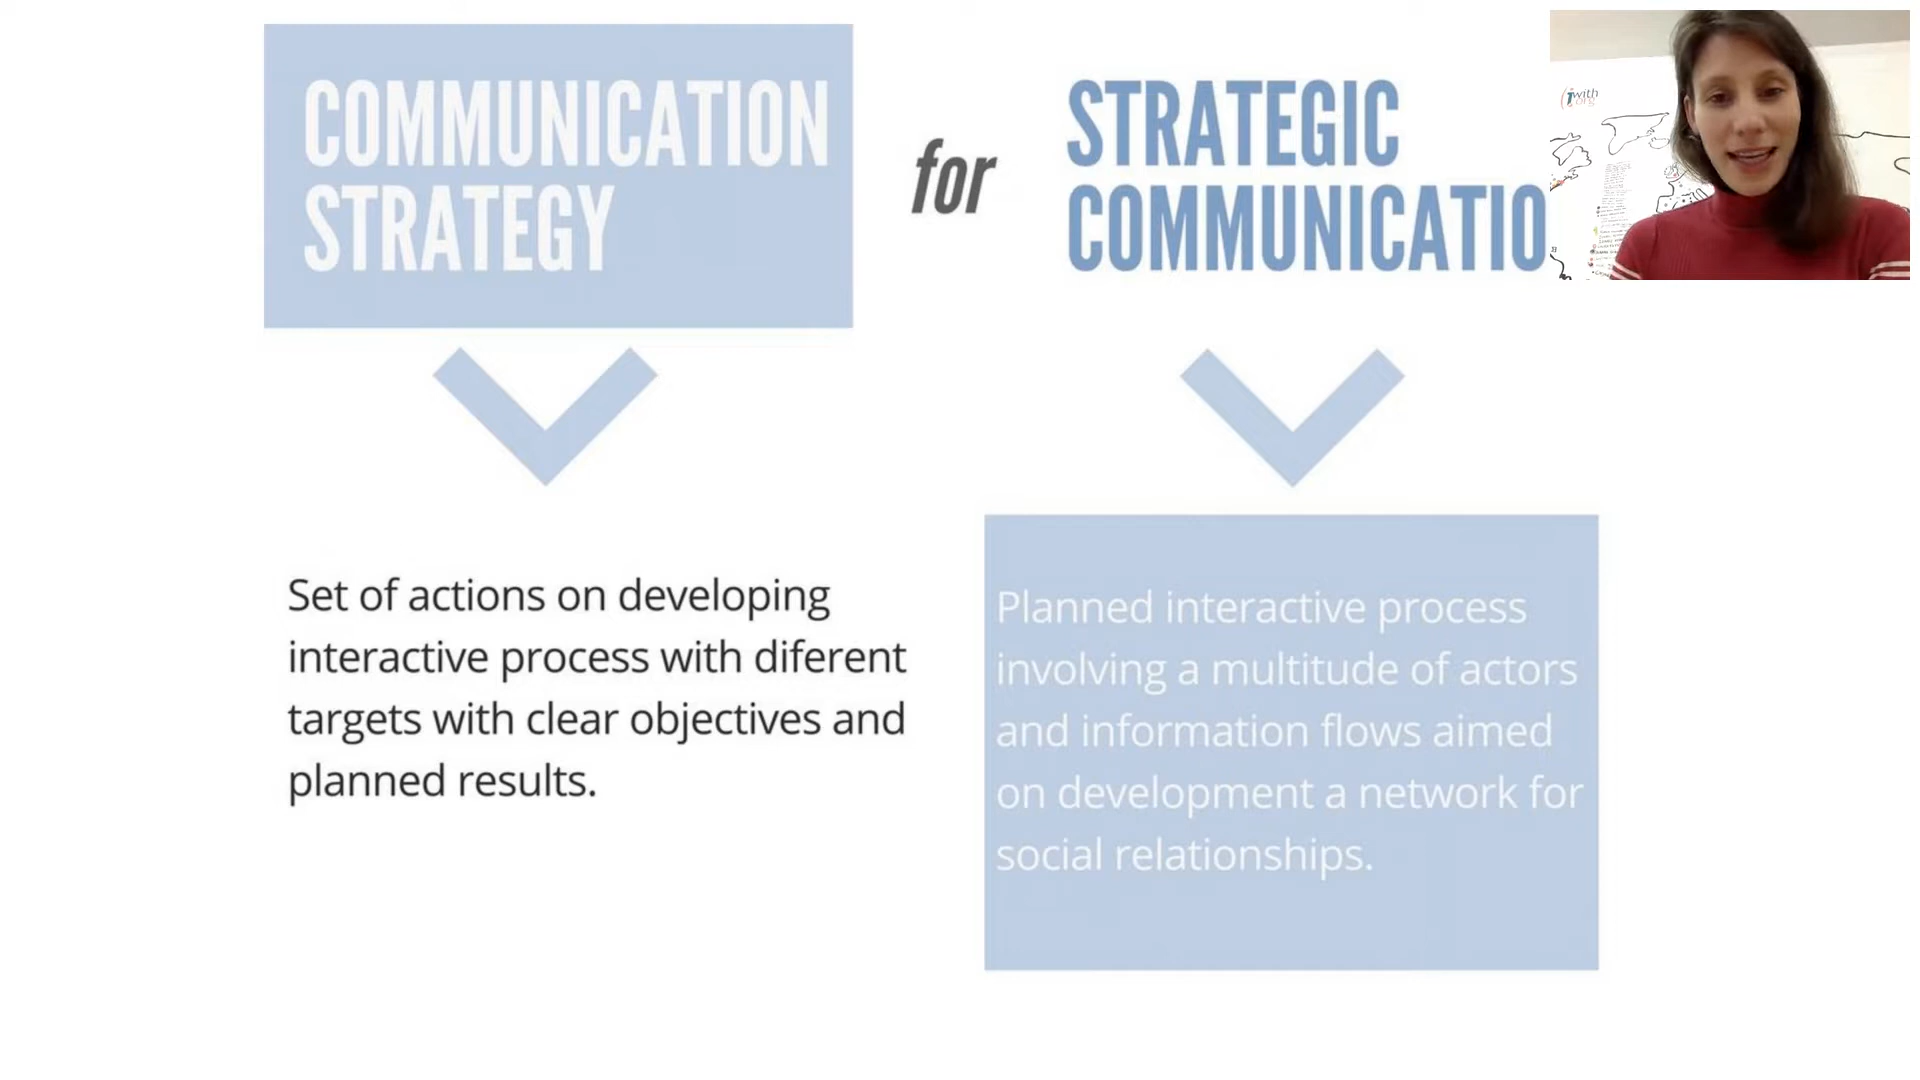 COMMUNICATION
STRATEGY
for
STRATEGIC
COMMUNICATIO
iwith
.org
Set of actions on developing
interactive process with diferent
targets with clear objectives and
planned results.
Planned interactive process
involving a multitude of actors
and information flows aimed
on development a network for
social relationships.